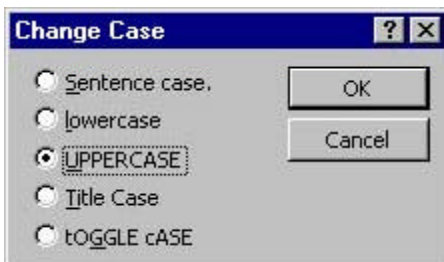 Change Case
Sentence case.
OK
lowercase
Cancel
UPPERCASE
Title Case
tOGGLE cASE